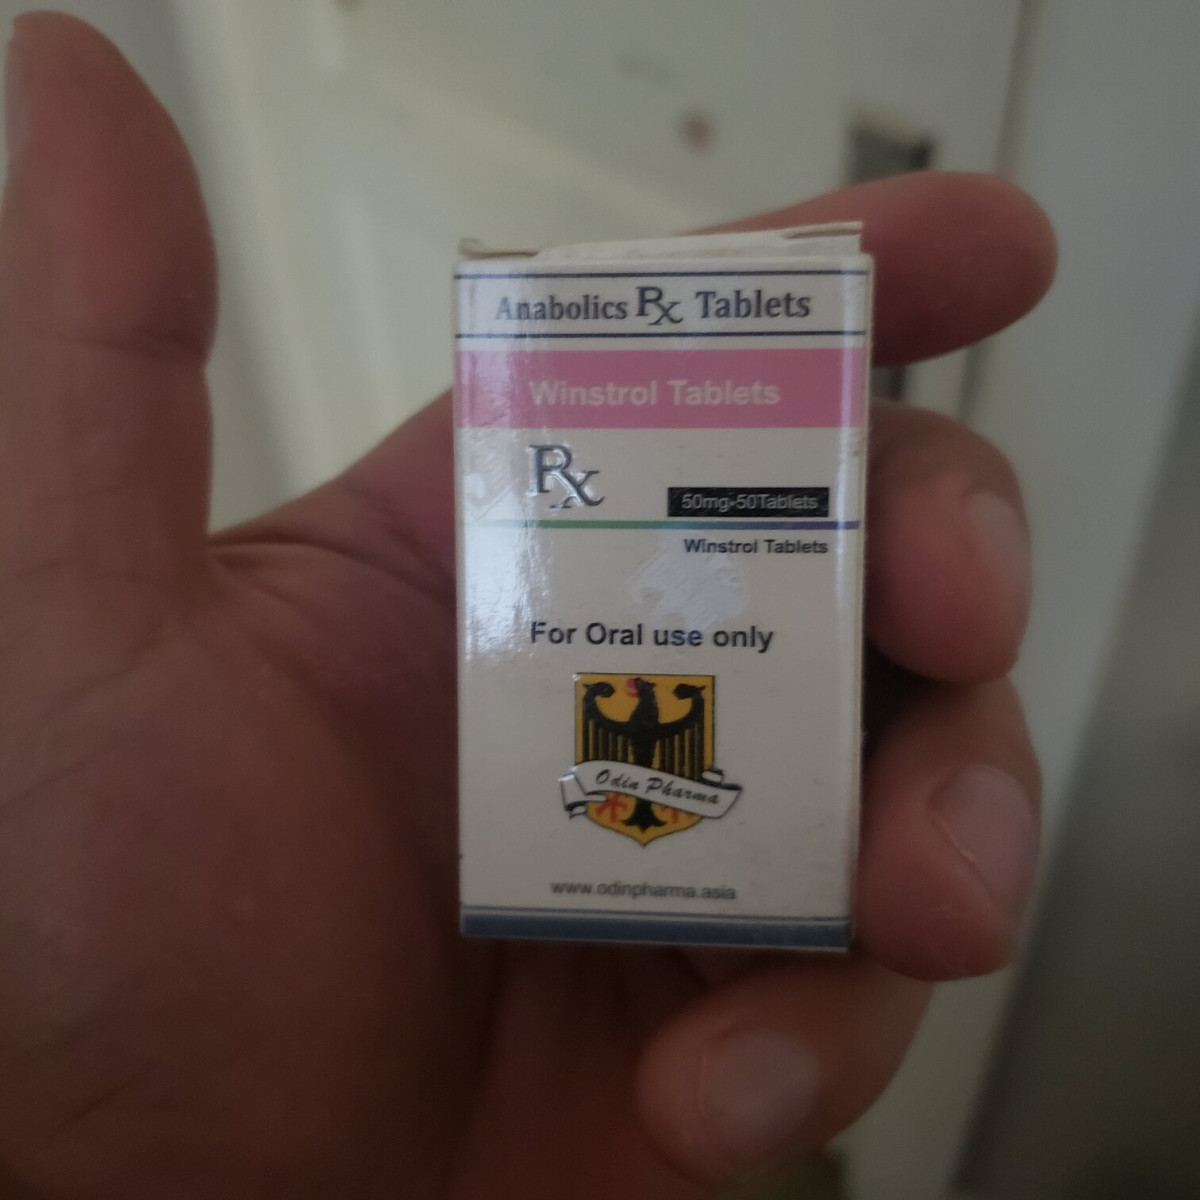 Anabolics Rx Tablets
Winstrol Tablets
Rx
50mg•50Tablets
Winstrol Tablets
For Oral use only
Odin Pharma
www.odinpharma.asia